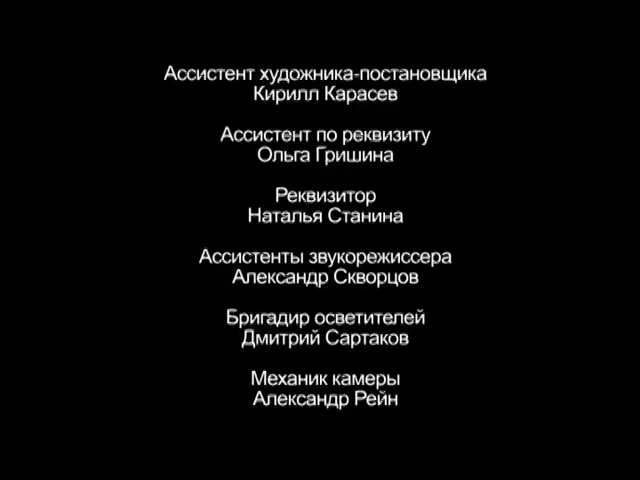 Ассистент художника-постановщика
Кирилл Карасев
Ассистент по реквизиту
Ольга Гришина
Реквизитор
Наталья Станина
Ассистенты звукорежиссера
Александр Скворцов
Бригадир осветителей
Дмитрий Сартаков
Механик камеры
Александр Рейн